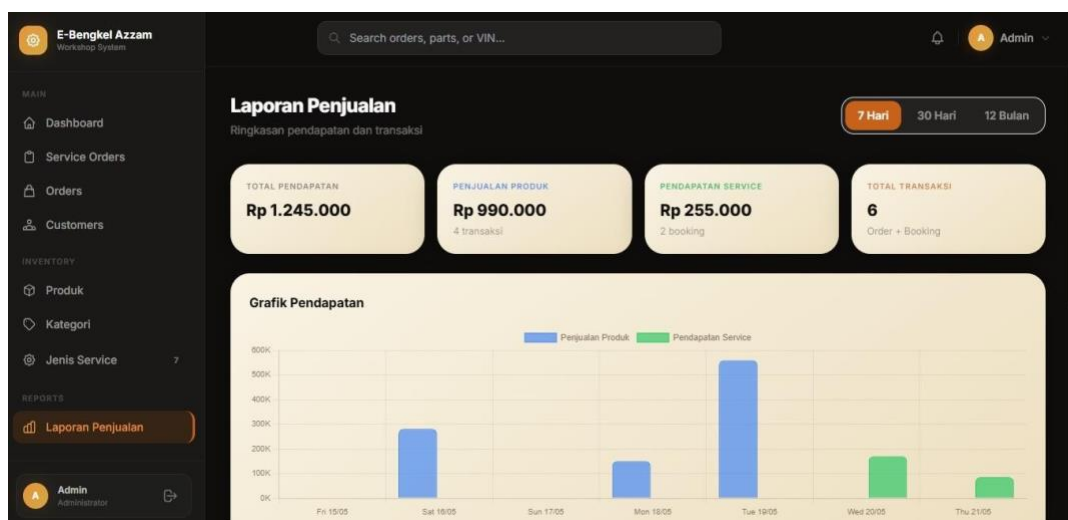 E-Bengkel Azzam
Workshop System
Search orders, parts, or VIN...
A
Admin
MAIN
Dashboard
Service Orders
Orders
Customers
INVENTORY
Produk
Kategori
Jenis Service 7
REPORTS
Laporan Penjualan
A
Admin
Administrator
Laporan Penjualan
Ringkasan pendapatan dan transaksi
7 Hari 30 Hari 12 Bulan
TOTAL PENDAPATAN
Rp 1.245.000
PENJUALAN PRODUK
Rp 990.000
4 transaksi
PENDAPATAN SERVICE
Rp 255.000
2 booking
TOTAL TRANSAKSI
6
Order + Booking
Grafik Pendapatan
Penjualan Produk Pendapatan Service
600K
500K
400K
300K
200K
100K
0K
Fri 15/05 Sat 16/05 Sun 17/05 Mon 18/05 Tue 19/05 Wed 20/05 Thu 21/05